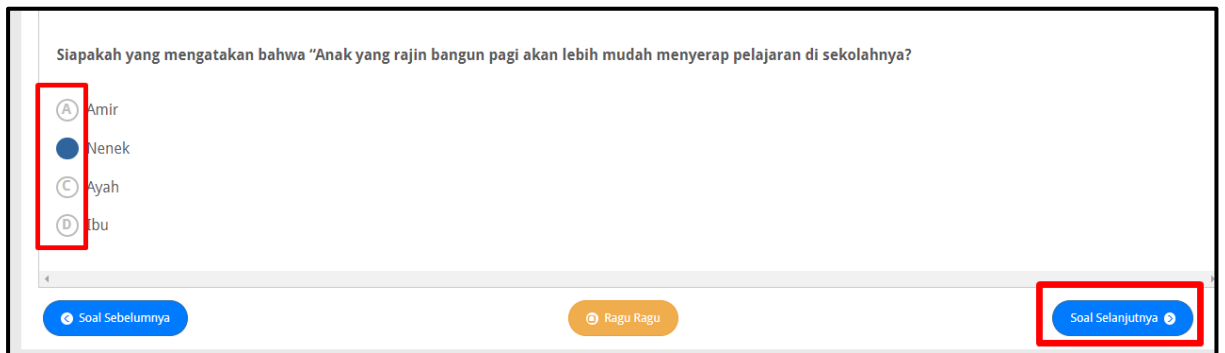 Siapakah yang mengatakan bahwa “Anak yang rajin bangun pagi akan lebih mudah menyerap pelajaran di sekolahnya?
A Amir
Nenek
C Ayah
D Ibu
Soal Sebelumnya
Ragu Ragu
Soal Selanjutnya